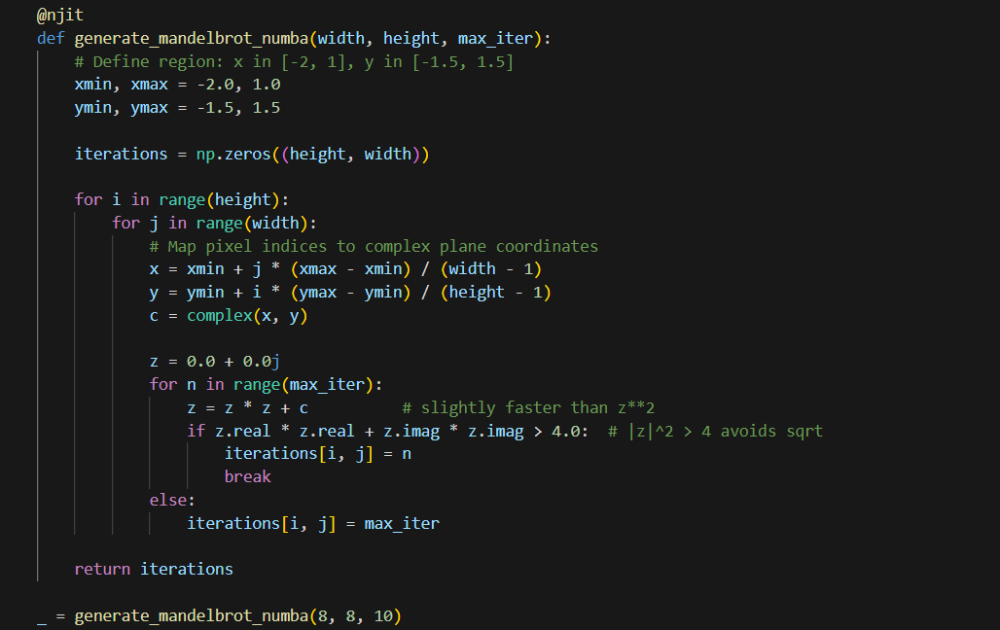 @njit
def generate_mandelbrot_numba(width, height, max_iter):
    # Define region: x in [-2, 1], y in [-1.5, 1.5]
    xmin, xmax = -2.0, 1.0
    ymin, ymax = -1.5, 1.5

    iterations = np.zeros((height, width))

    for i in range(height):
        for j in range(width):
            # Map pixel indices to complex plane coordinates
            x = xmin + j * (xmax - xmin) / (width - 1)
            y = ymin + i * (ymax - ymin) / (height - 1)
            c = complex(x, y)

            z = 0.0 + 0.0j
            for n in range(max_iter):
                z = z * z + c          # slightly faster than z**2
                if z.real * z.real + z.imag * z.imag > 4.0:  # |z|^2 > 4 avoids sqrt
                    iterations[i, j] = n
                    break
            else:
                iterations[i, j] = max_iter

    return iterations

_ = generate_mandelbrot_numba(8, 8, 10)